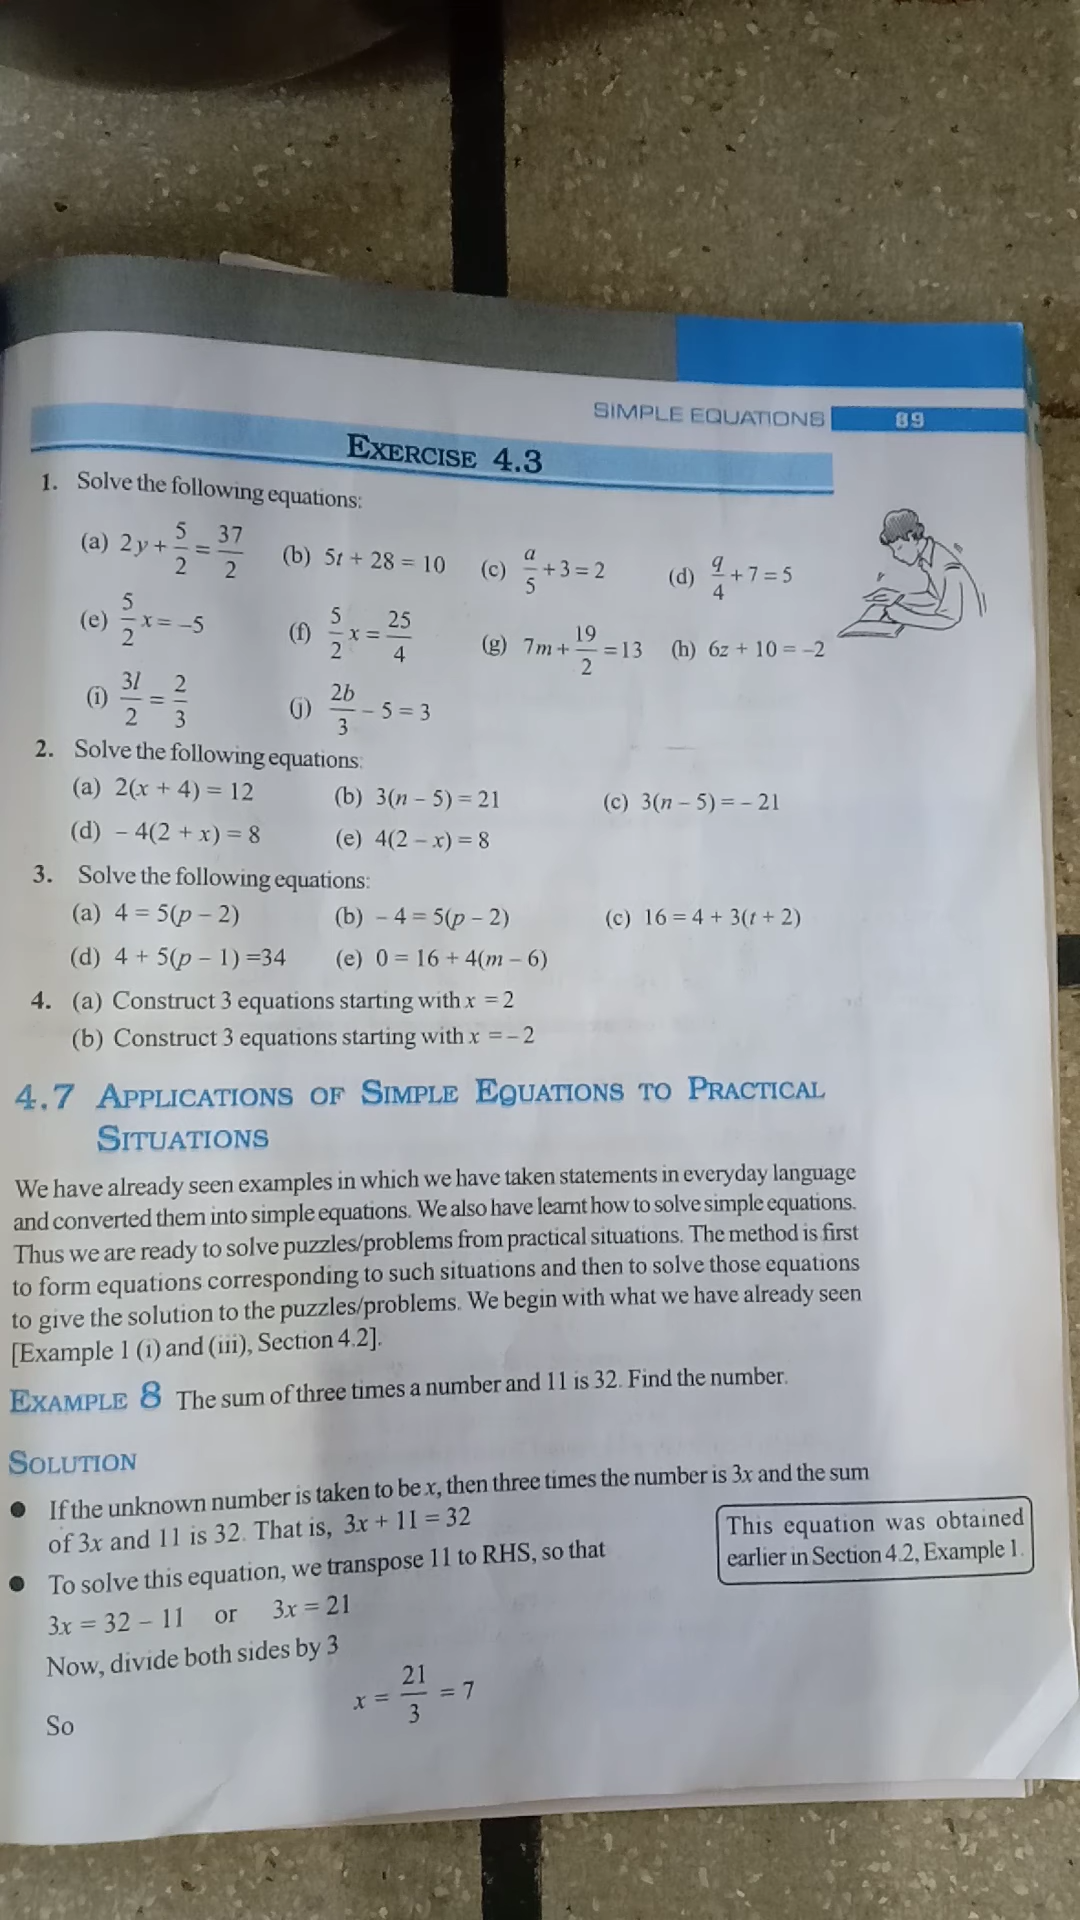 SIMPLE EQUATIONS 89
EXERCISE 4.3
1. Solve the following equations:
(a) 2y + 5/2 = 37/2 (b) 5t + 28 = 10 (c) a/5 + 3 = 2 (d) q/4 + 7 = 5
(e) 5/2 x = –5 (f) 5/2 x = 25/4 (g) 7m + 19/2 = 13 (h) 6z + 10 = –2
(i) 3l/2 = 2/3 (j) 2b/3 – 5 = 3
2. Solve the following equations:
(a) 2(x + 4) = 12 (b) 3(n – 5) = 21 (c) 3(n – 5) = – 21
(d) – 4(2 + x) = 8 (e) 4(2 – x) = 8
3. Solve the following equations:
(a) 4 = 5(p – 2) (b) – 4 = 5(p – 2) (c) 16 = 4 + 3(t + 2)
(d) 4 + 5(p – 1) =34 (e) 0 = 16 + 4(m – 6)
4. (a) Construct 3 equations starting with x = 2
(b) Construct 3 equations starting with x = – 2
4.7 APPLICATIONS OF SIMPLE EQUATIONS TO PRACTICAL
SITUATIONS
We have already seen examples in which we have taken statements in everyday language
and converted them into simple equations. We also have learnt how to solve simple equations.
Thus we are ready to solve puzzles/problems from practical situations. The method is first
to form equations corresponding to such situations and then to solve those equations
to give the solution to the puzzles/problems. We begin with what we have already seen
[Example 1 (i) and (iii), Section 4.2].
EXAMPLE 8 The sum of three times a number and 11 is 32. Find the number.
SOLUTION
● If the unknown number is taken to be x, then three times the number is 3x and the sum
of 3x and 11 is 32. That is, 3x + 11 = 32
● To solve this equation, we transpose 11 to RHS, so that
3x = 32 – 11 or 3x = 21
Now, divide both sides by 3
So x = 21/3 = 7
This equation was obtained
earlier in Section 4.2, Example 1.